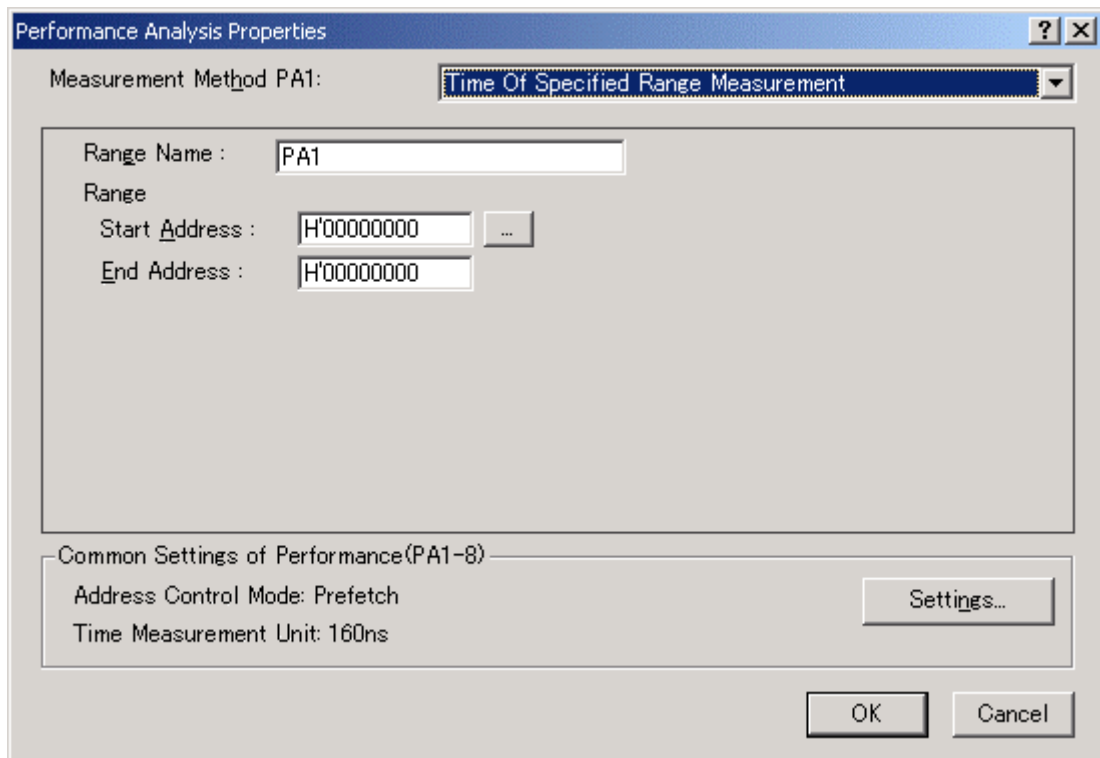 Performance Analysis Properties
Measurement Method PA1: Time Of Specified Range Measurement
Range Name : PA1
Range
Start Address : H'00000000 ...
End Address : H'00000000
Common Settings of Performance(PA1-8)
Address Control Mode: Prefetch
Settings...
Time Measurement Unit: 160ns
OK Cancel